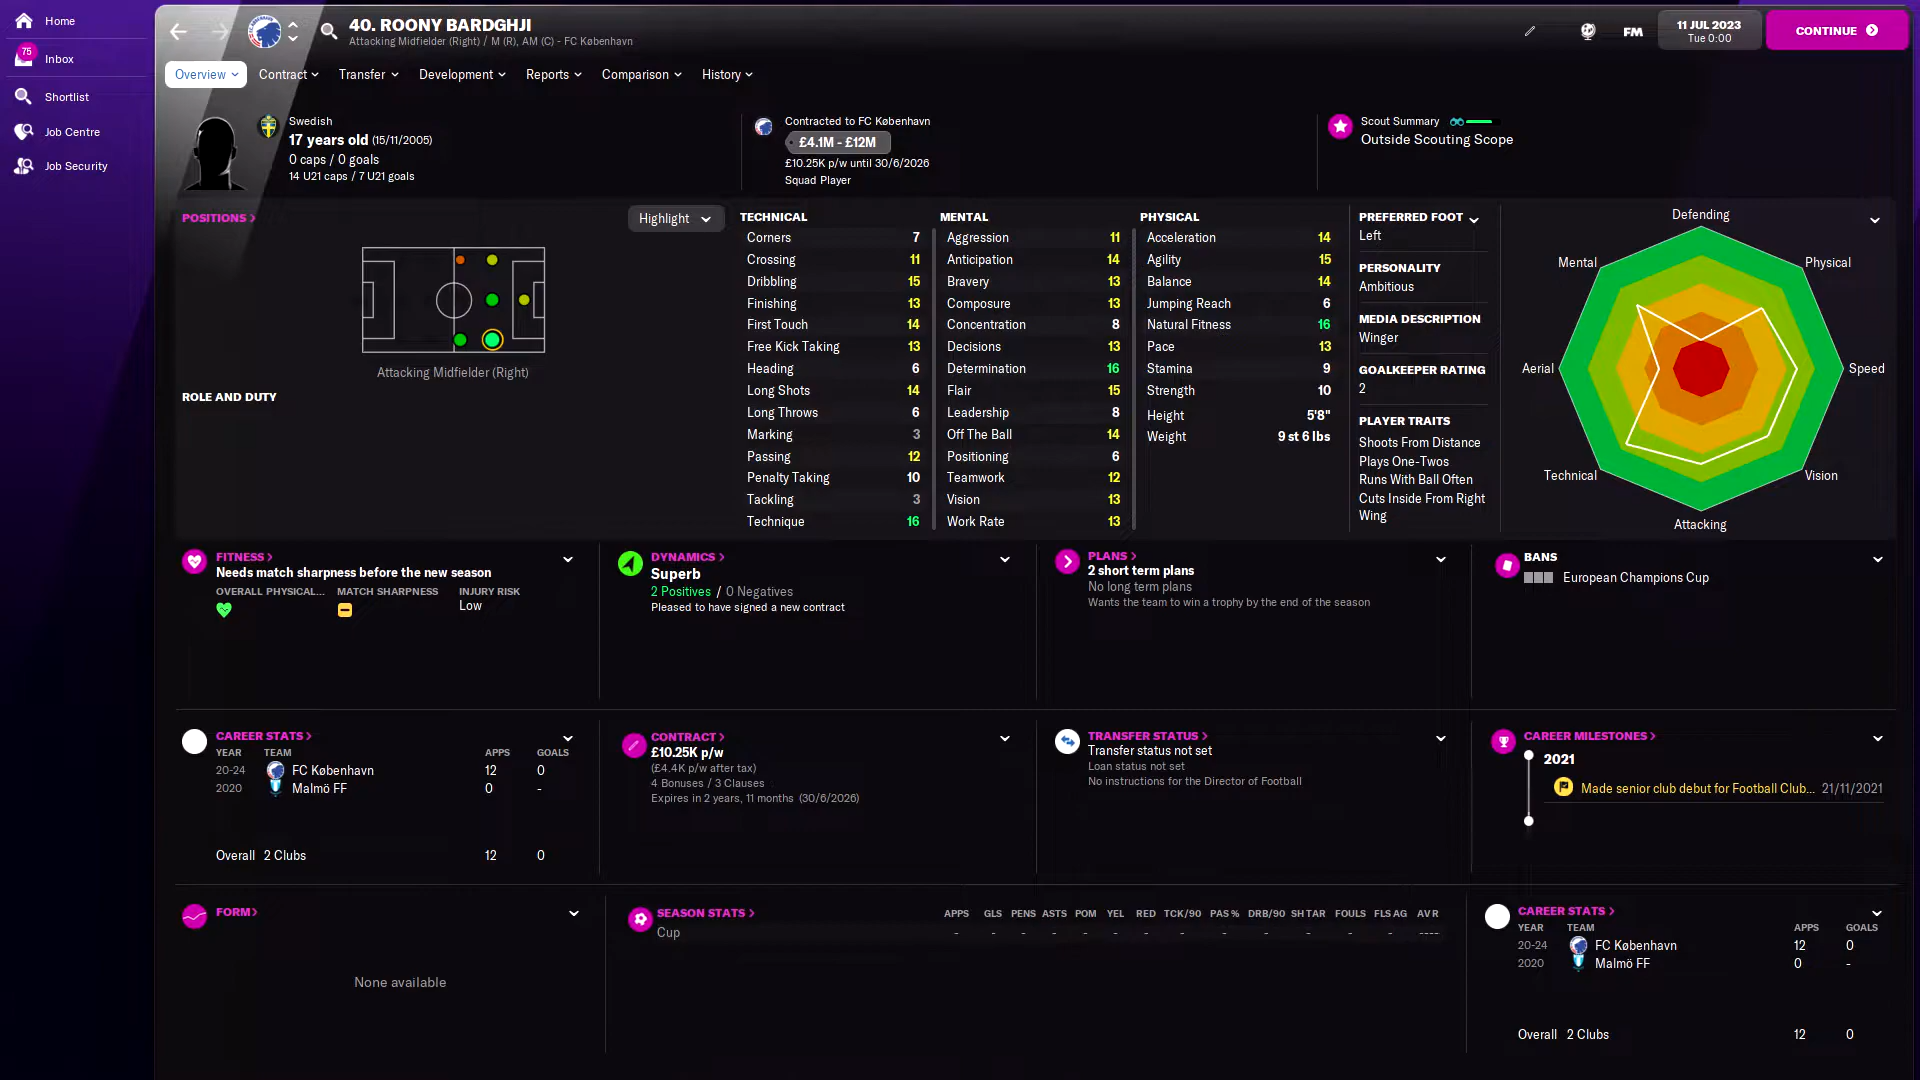 Home
75
Inbox
Shortlist
Job Centre
Job Security
40. ROONY BARDGHJI
Attacking Midfielder (Right) / M (R), AM (C) - FC København
FM
11 JUL 2023
Tue 0:00
CONTINUE
Overview
Contract
Transfer
Development
Reports
Comparison
History
Swedish
17 years old (15/11/2005)
0 caps / 0 goals
14 U21 caps / 7 U21 goals
Contracted to FC København
£4.1M - £12M
£10.25K p/w until 30/6/2026
Squad Player
Scout Summary
Outside Scouting Scope
POSITIONS >
Highlight
Attacking Midfielder (Right)
ROLE AND DUTY
TECHNICAL
Corners 7
Crossing 11
Dribbling 15
Finishing 13
First Touch 14
Free Kick Taking 13
Heading 6
Long Shots 14
Long Throws 6
Marking 3
Passing 12
Penalty Taking 10
Tackling 3
Technique 16
MENTAL
Aggression 11
Anticipation 14
Bravery 13
Composure 13
Concentration 8
Decisions 13
Determination 16
Flair 15
Leadership 8
Off The Ball 14
Positioning 6
Teamwork 12
Vision 13
Work Rate 13
PHYSICAL
Acceleration 14
Agility 15
Balance 14
Jumping Reach 6
Natural Fitness 16
Pace 13
Stamina 9
Strength 10
Height 5'8"
Weight 9 st 6 lbs
PREFERRED FOOT
Left
PERSONALITY
Ambitious
MEDIA DESCRIPTION
Winger
GOALKEEPER RATING
2
PLAYER TRAITS
Shoots From Distance
Plays One-Twos
Runs With Ball Often
Cuts Inside From Right
Wing
Defending
Mental
Physical
Aerial
Speed
Technical
Vision
Attacking
FITNESS >
Needs match sharpness before the new season
OVERALL PHYSICAL... MATCH SHARPNESS INJURY RISK
Low
DYNAMICS >
Superb
2 Positives / 0 Negatives
Pleased to have signed a new contract
PLANS >
2 short term plans
No long term plans
Wants the team to win a trophy by the end of the season
BANS
European Champions Cup
CAREER STATS >
YEAR TEAM APPS GOALS
20-24 FC København 12 0
2020 Malmö FF 0 -
Overall 2 Clubs 12 0
CONTRACT >
£10.25K p/w
(£4.4K p/w after tax)
4 Bonuses / 3 Clauses
Expires in 2 years, 11 months (30/6/2026)
TRANSFER STATUS >
Transfer status not set
Loan status not set
No instructions for the Director of Football
CAREER MILESTONES >
2021
Made senior club debut for Football Club... 21/11/2021
FORM >
None available
SEASON STATS > APPS GLS PENS ASTS POM YEL RED TCK/90 PAS % DRB/90 SH TAR FOULS FLS AG AV R
Cup - - - - - - - - - - - - - ----
CAREER STATS >
YEAR TEAM APPS GOALS
20-24 FC København 12 0
2020 Malmö FF 0 -
Overall 2 Clubs 12 0